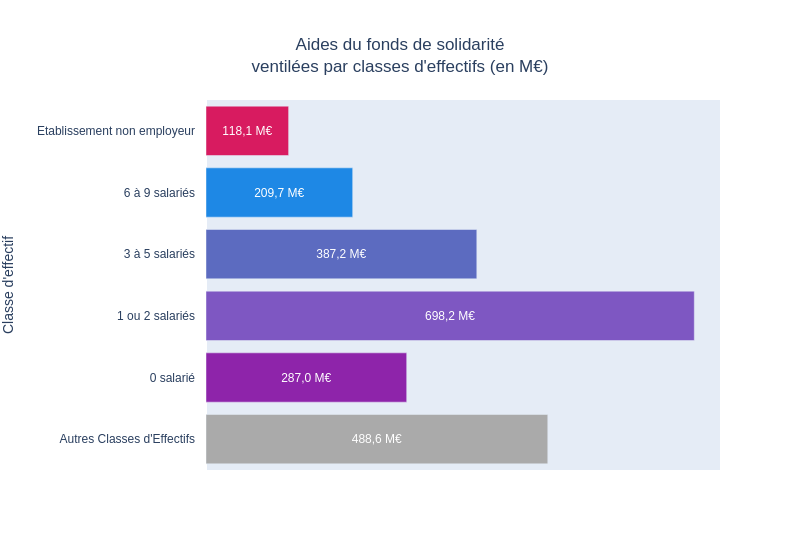 Aides du fonds de solidarité
ventilées par classes d'effectifs (en M€)
Classe d'effectif
Etablissement non employeur
118,1 M€
6 à 9 salariés
209,7 M€
3 à 5 salariés
387,2 M€
1 ou 2 salariés
698,2 M€
0 salarié
287,0 M€
Autres Classes d'Effectifs
488,6 M€